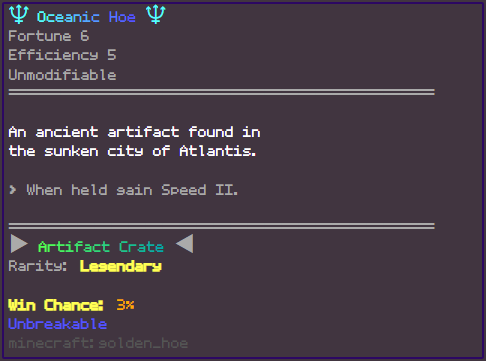 🔱 Oceanic Hoe 🔱
Fortune 6
Efficiency 5
Unmodifiable
An ancient artifact found in
the sunken city of Atlantis.
> When held gain Speed II.
▶ Artifact Crate ◀
Rarity: Legendary
Win Chance: 3%
Unbreakable
minecraft:golden_hoe